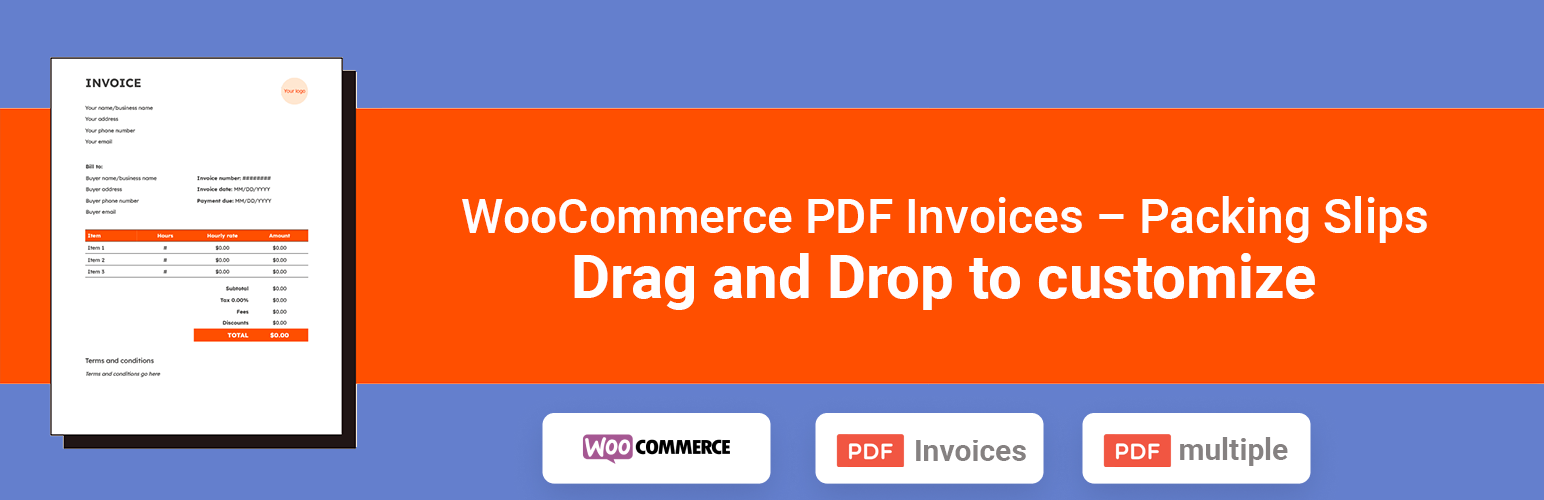 INVOICE
Your logo
Your name/business name
Your address
Your phone number
Your email
Bill to:
Buyer name/business name
Invoice number: ########
Buyer address
Invoice date: MM/DD/YYYY
Buyer phone number
Payment due: MM/DD/YYYY
Buyer email
Item Hours Hourly rate Amount
Item 1 # $0.00 $0.00
Item 2 # $0.00 $0.00
Item 3 # $0.00 $0.00
Subtotal $0.00
Tax 0.00% $0.00
Fees $0.00
Discounts $0.00
TOTAL $0.00
Terms and conditions
Terms and conditions go here
WooCommerce PDF Invoices – Packing Slips
Drag and Drop to customize
WOO COMMERCE
PDF Invoices
PDF multiple